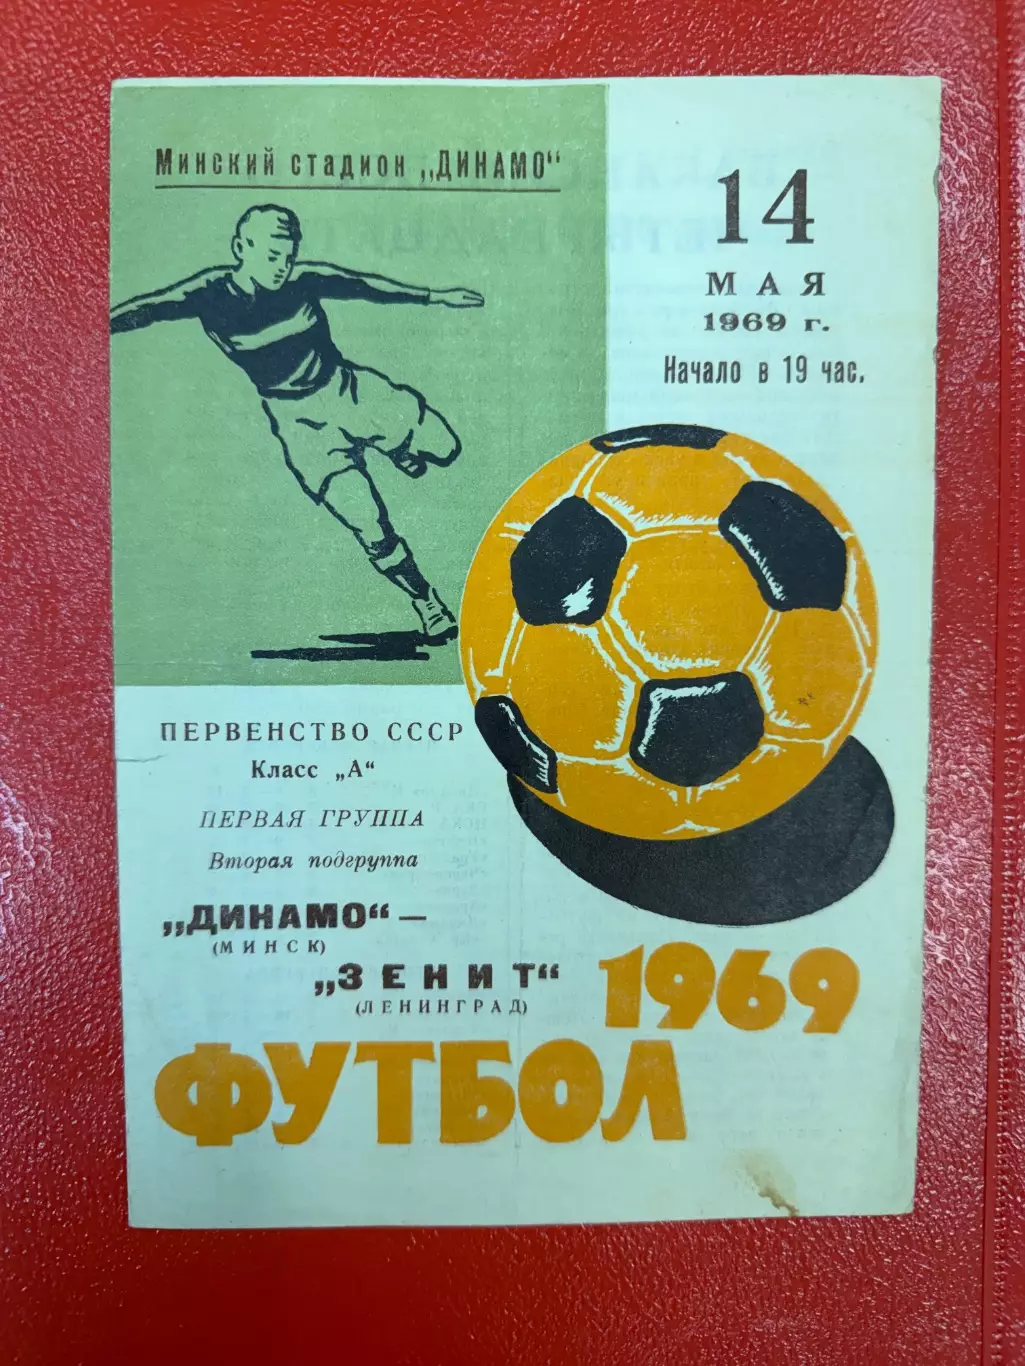 Минский стадион „ДИНАМО“
14
МАЯ
1969 г.
Начало в 19 час.
ПЕРВЕНСТВО СССР
Класс „А“
ПЕРВАЯ ГРУППА
Вторая подгруппа
„ДИНАМО“ –
(МИНСК)
„ЗЕНИТ“
(ЛЕНИНГРАД)
1969
ФУТБОЛ